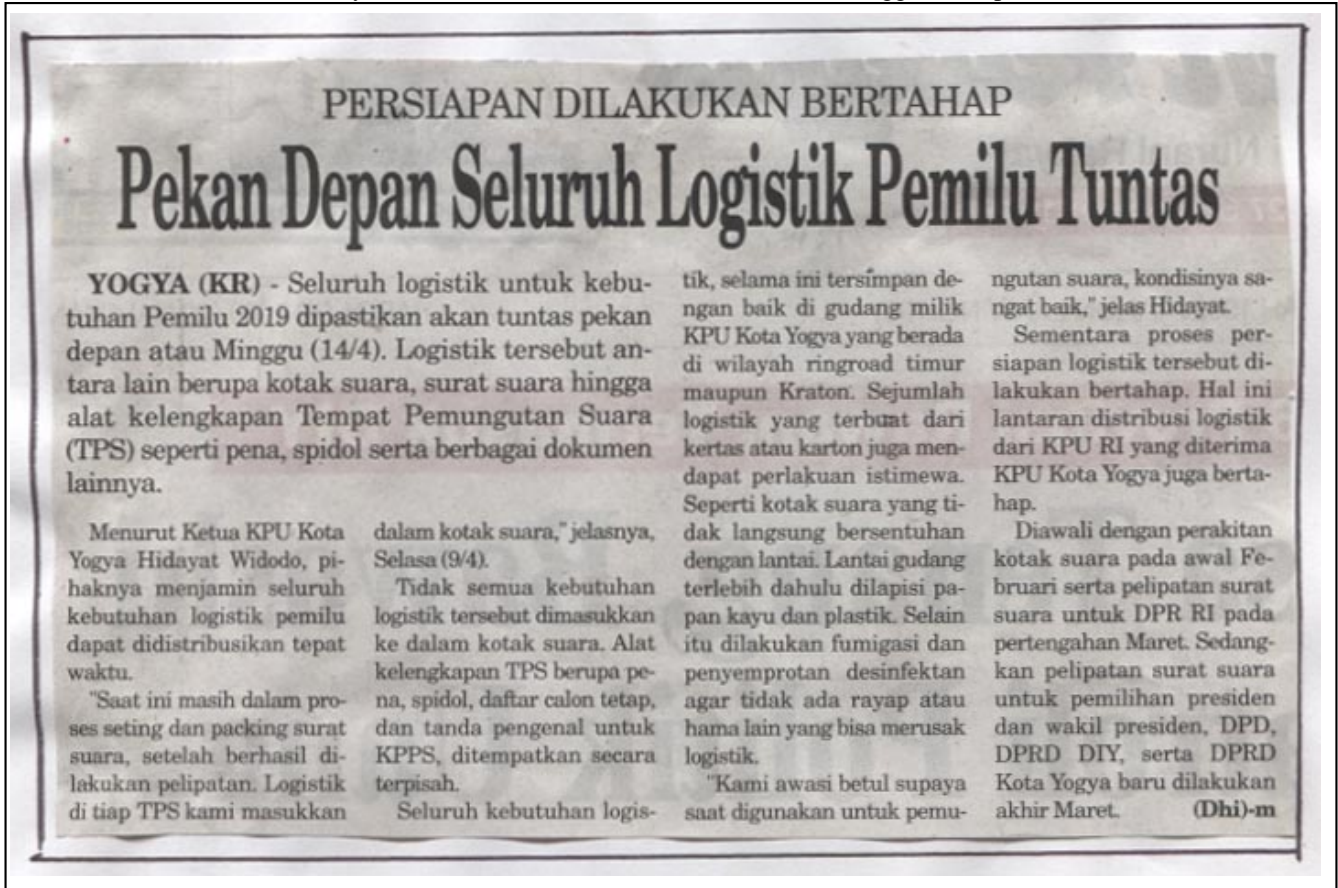 PERSIAPAN DILAKUKAN BERTAHAP
Pekan Depan Seluruh Logistik Pemilu Tuntas
YOGYA (KR) - Seluruh logistik untuk kebu-
tuhan Pemilu 2019 dipastikan akan tuntas pekan
depan atau Minggu (14/4). Logistik tersebut an-
tara lain berupa kotak suara, surat suara hingga
alat kelengkapan Tempat Pemungutan Suara
(TPS) seperti pena, spidol serta berbagai dokumen
lainnya.
Menurut Ketua KPU Kota
Yogya Hidayat Widodo, pi-
haknya menjamin seluruh
kebutuhan logistik pemilu
dapat didistribusikan tepat
waktu.
"Saat ini masih dalam pro-
ses seting dan packing surat
suara, setelah berhasil di-
lakukan pelipatan. Logistik
di tiap TPS kami masukkan
dalam kotak suara," jelasnya,
Selasa (9/4).
Tidak semua kebutuhan
logistik tersebut dimasukkan
ke dalam kotak suara. Alat
kelengkapan TPS berupa pe-
na, spidol, daftar calon tetap,
dan tanda pengenal untuk
KPPS, ditempatkan secara
terpisah.
Seluruh kebutuhan logis-
tik, selama ini tersimpan de-
ngan baik di gudang milik
KPU Kota Yogya yang berada
di wilayah ringroad timur
maupun Kraton. Sejumlah
logistik yang terbuat dari
kertas atau karton juga men-
dapat perlakuan istimewa.
Seperti kotak suara yang ti-
dak langsung bersentuhan
dengan lantai. Lantai gudang
terlebih dahulu dilapisi pa-
pan kayu dan plastik. Selain
itu dilakukan fumigasi dan
penyemprotan desinfektan
agar tidak ada rayap atau
hama lain yang bisa merusak
logistik.
"Kami awasi betul supaya
saat digunakan untuk pemu-
ngutan suara, kondisinya sa-
ngat baik," jelas Hidayat.
Sementara proses per-
siapan logistik tersebut di-
lakukan bertahap. Hal ini
lantaran distribusi logistik
dari KPU RI yang diterima
KPU Kota Yogya juga berta-
hap.
Diawali dengan perakitan
kotak suara pada awal Fe-
bruari serta pelipatan surat
suara untuk DPR RI pada
pertengahan Maret. Sedang-
kan pelipatan surat suara
untuk pemilihan presiden
dan wakil presiden, DPD,
DPRD DIY, serta DPRD
Kota Yogya baru dilakukan
akhir Maret. (Dhi)-m